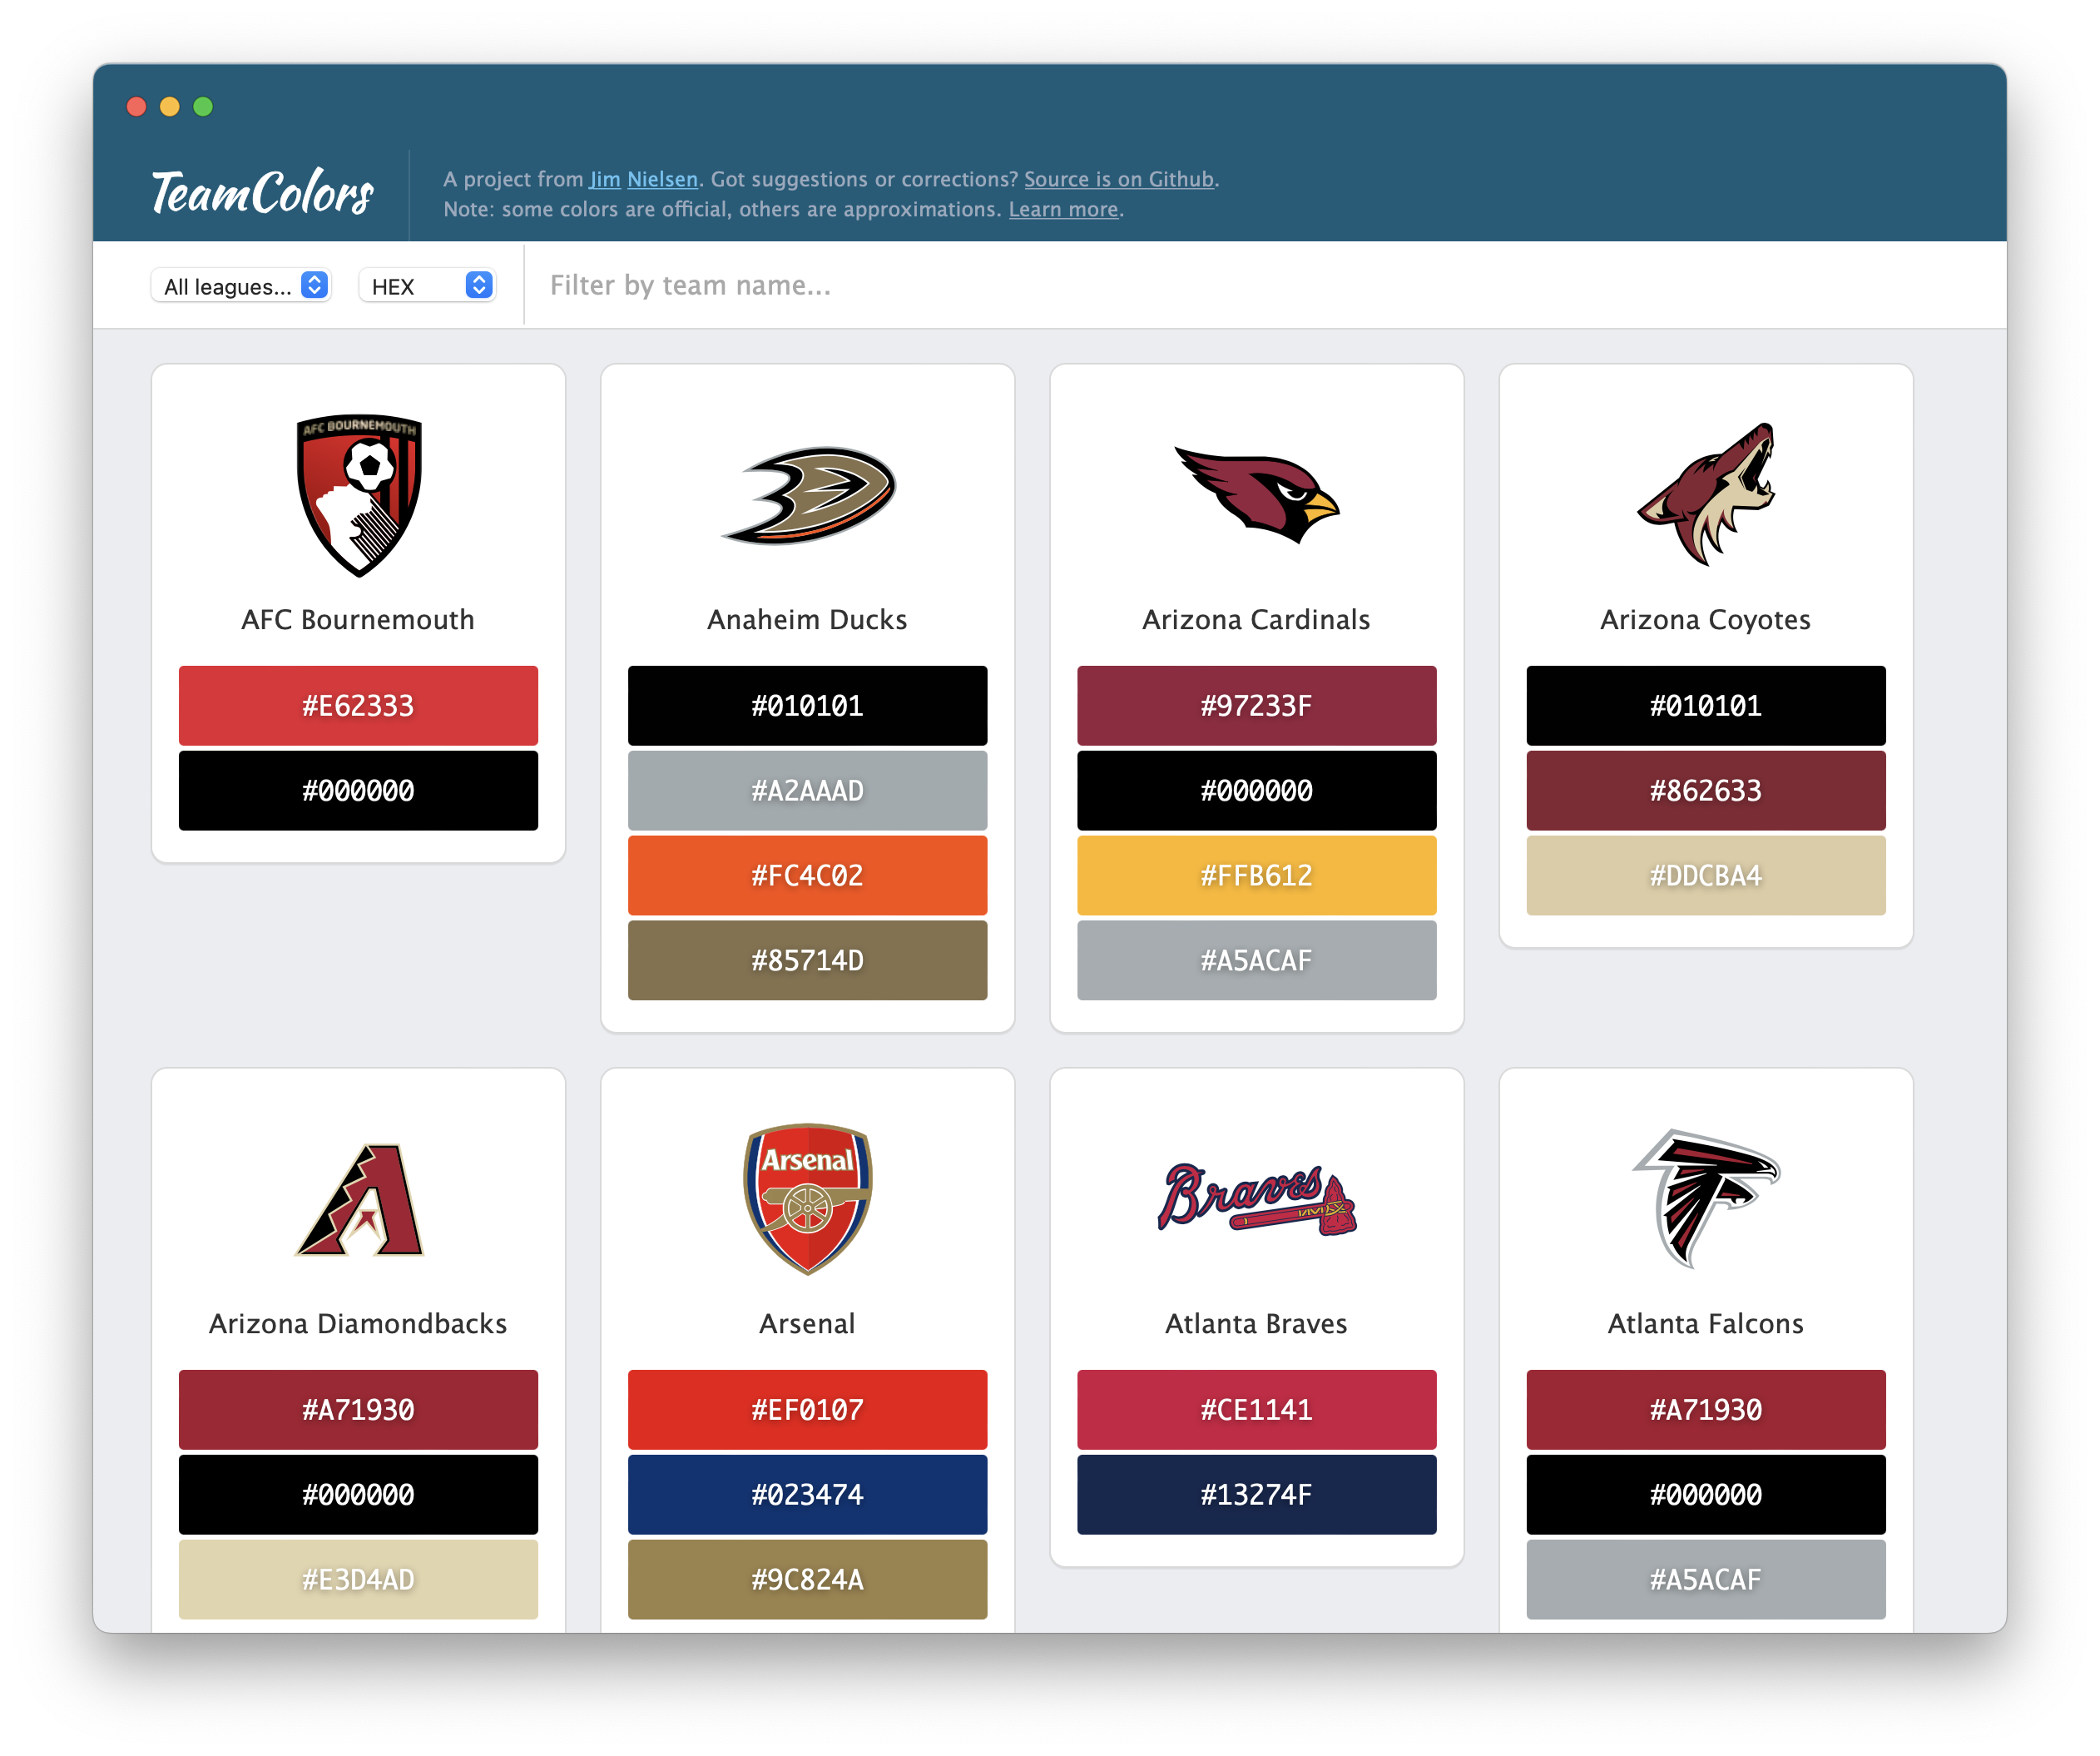 TeamColors
A project from Jim Nielsen. Got suggestions or corrections? Source is on Github.
Note: some colors are official, others are approximations. Learn more.
All leagues...
HEX
Filter by team name...
AFC BOURNEMOUTH
AFC Bournemouth
#E62333
#000000
Anaheim Ducks
#010101
#A2AAAD
#FC4C02
#85714D
Arizona Cardinals
#97233F
#000000
#FFB612
#A5ACAF
Arizona Coyotes
#010101
#862633
#DDCBA4
A
Arizona Diamondbacks
#A71930
#000000
#E3D4AD
Arsenal
Arsenal
#EF0107
#023474
#9C824A
Braves
Atlanta Braves
#CE1141
#13274F
Atlanta Falcons
#A71930
#000000
#A5ACAF